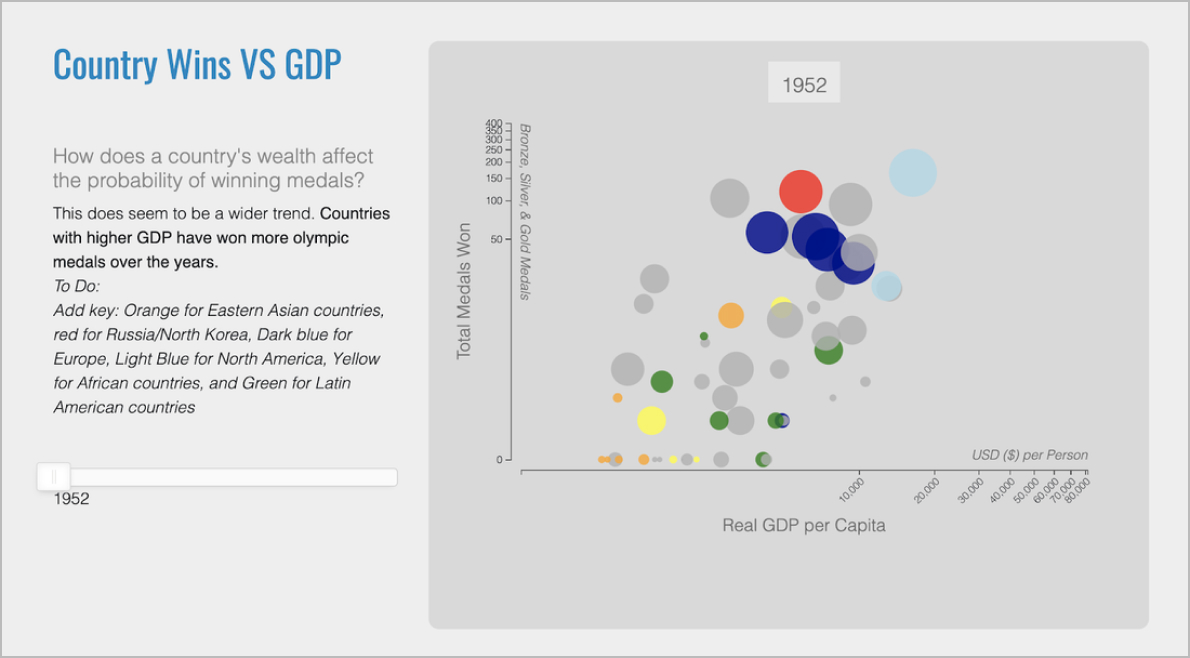 Country Wins VS GDP
How does a country's wealth affect
the probability of winning medals?
This does seem to be a wider trend. Countries
with higher GDP have won more olympic
medals over the years.
To Do:
Add key: Orange for Eastern Asian countries,
red for Russia/North Korea, Dark blue for
Europe, Light Blue for North America, Yellow
for African countries, and Green for Latin
American countries
1952
1952
400
350
300
250
200
150
100
50
0
Total Medals Won
Bronze, Silver, & Gold Medals
USD ($) per Person
10,000
20,000
30,000
40,000
50,000
60,000
70,000
80,000
Real GDP per Capita